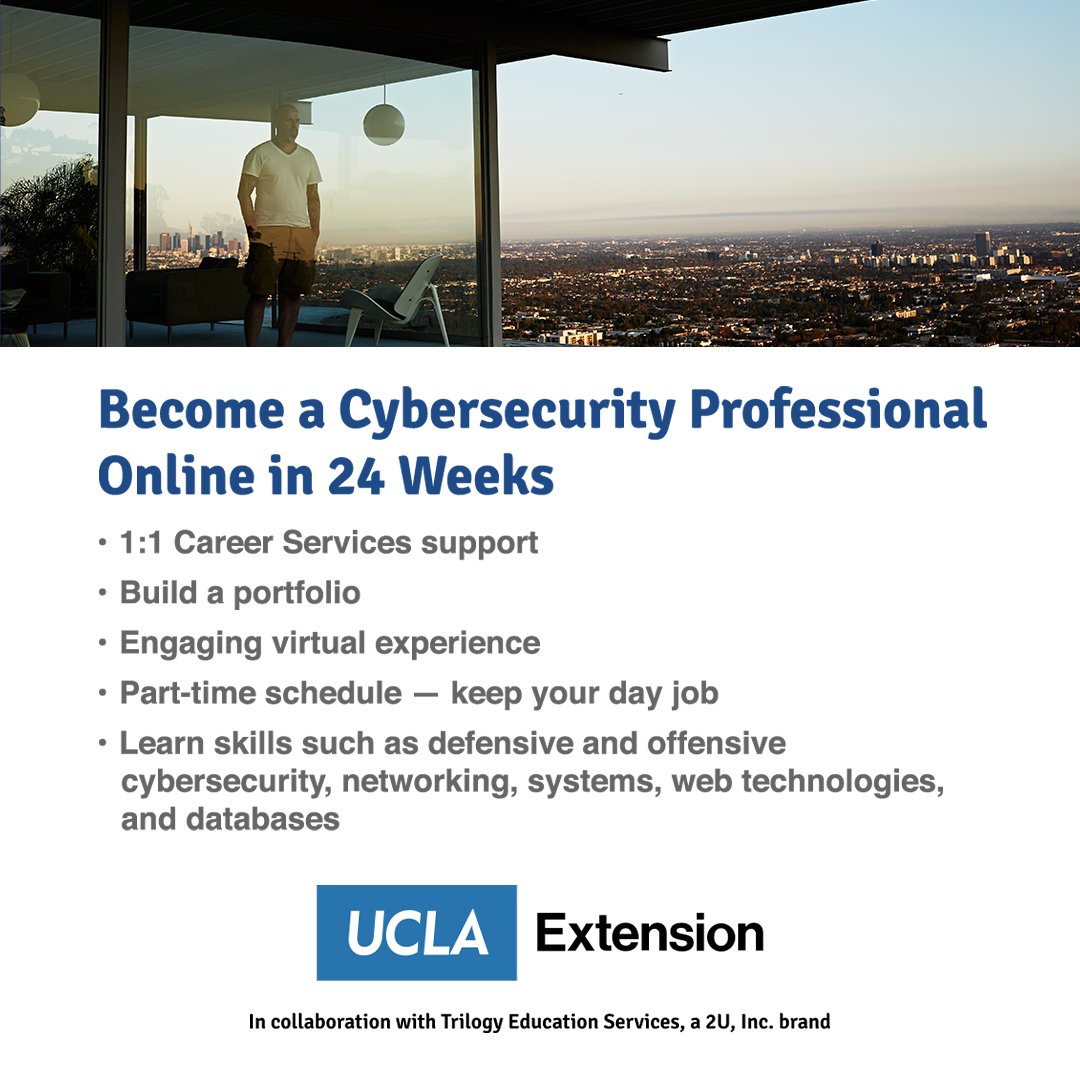 Become a Cybersecurity Professional
Online in 24 Weeks
• 1:1 Career Services support
• Build a portfolio
• Engaging virtual experience
• Part-time schedule — keep your day job
• Learn skills such as defensive and offensive
cybersecurity, networking, systems, web technologies,
and databases
UCLA Extension
In collaboration with Trilogy Education Services, a 2U, Inc. brand